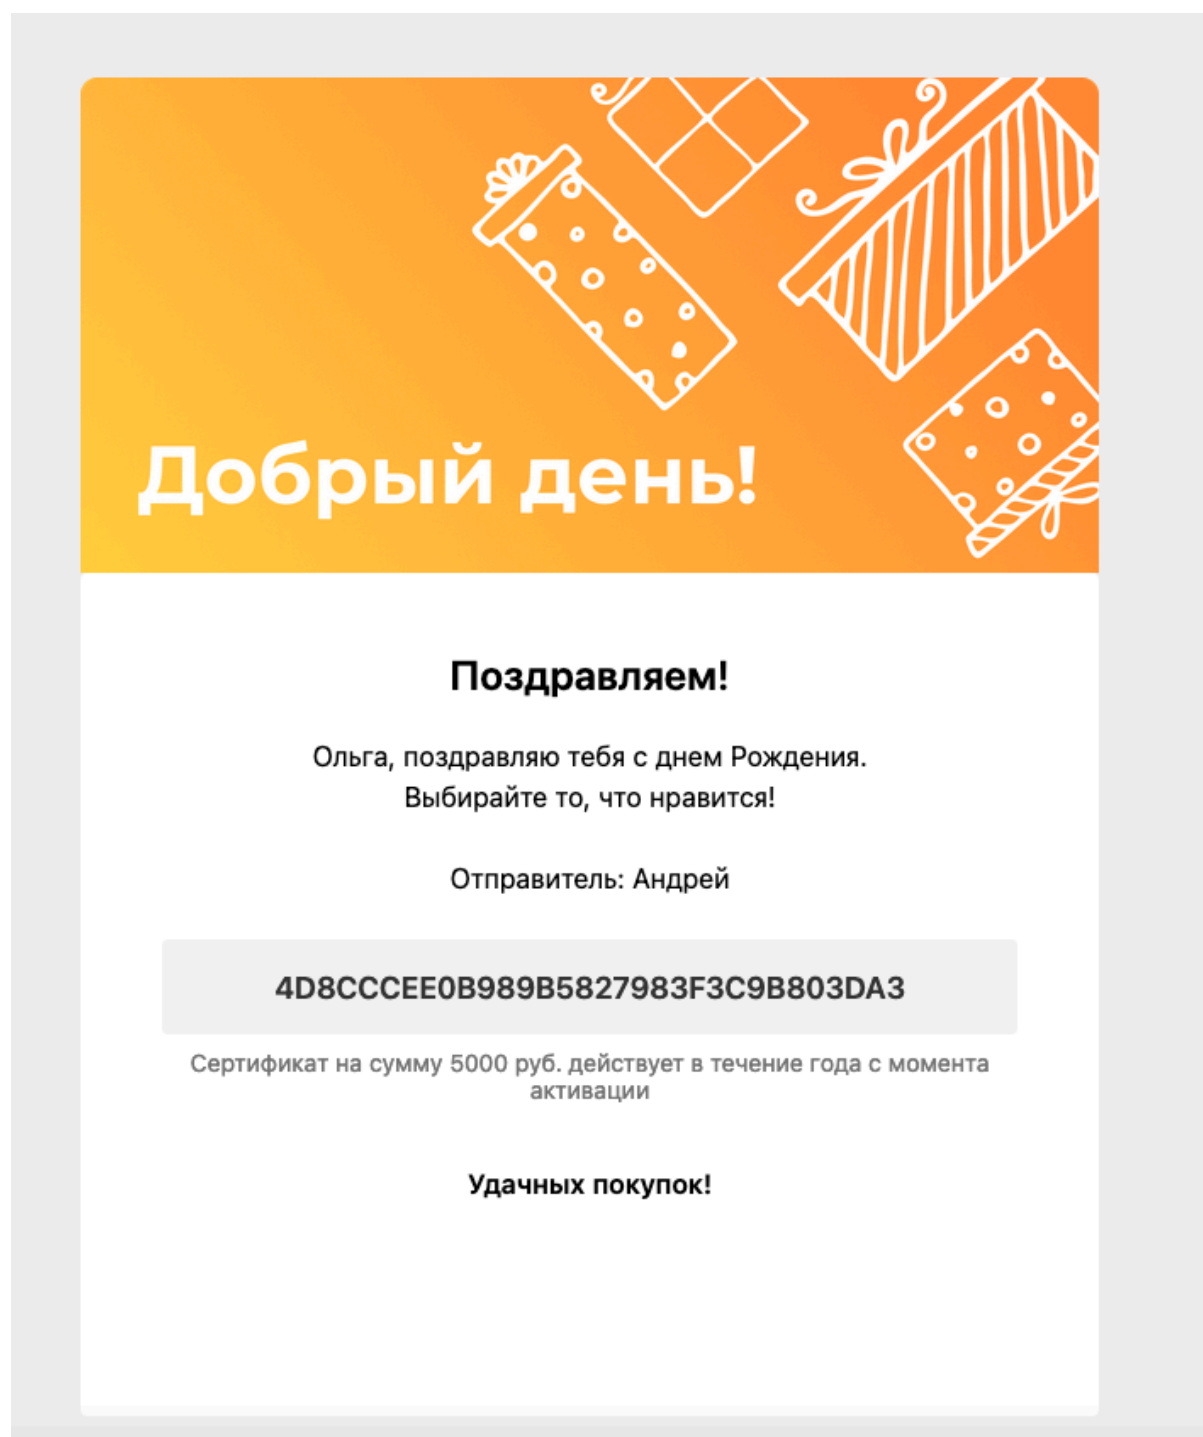 Добрый день!
Поздравляем!
Ольга, поздравляю тебя с днем Рождения.
Выбирайте то, что нравится!
Отправитель: Андрей
4D8CCCEE0B989B5827983F3C9B803DA3
Сертификат на сумму 5000 руб. действует в течение года с момента
активации
Удачных покупок!